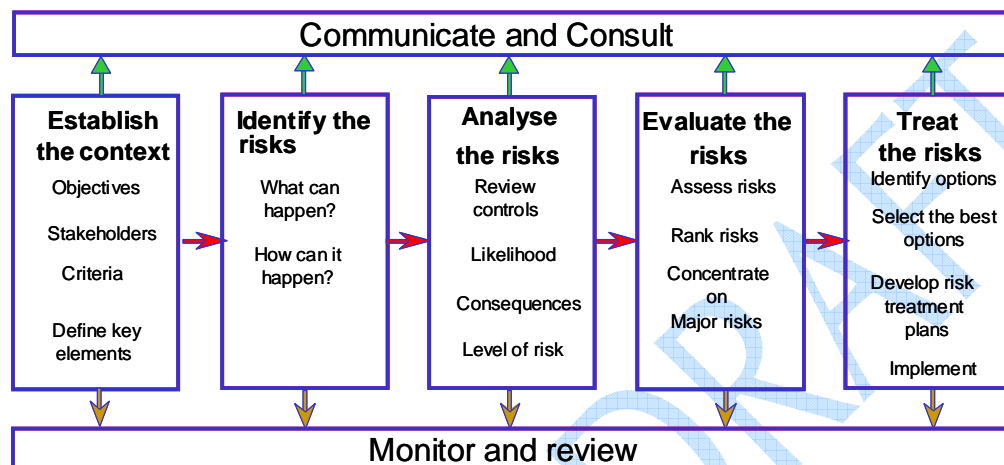 Communicate and Consult
Establish
the context
Objectives
Stakeholders
Criteria
Define key
elements
Identify the
risks
What can
happen?
How can it
happen?
Analyse
the risks
Review
controls
Likelihood
Consequences
Level of risk
Evaluate the
risks
Assess risks
Rank risks
Concentrate
on
Major risks
Treat
the risks
Identify options
Select the best
options
Develop risk
treatment
plans
Implement
Monitor and review
DRAFT